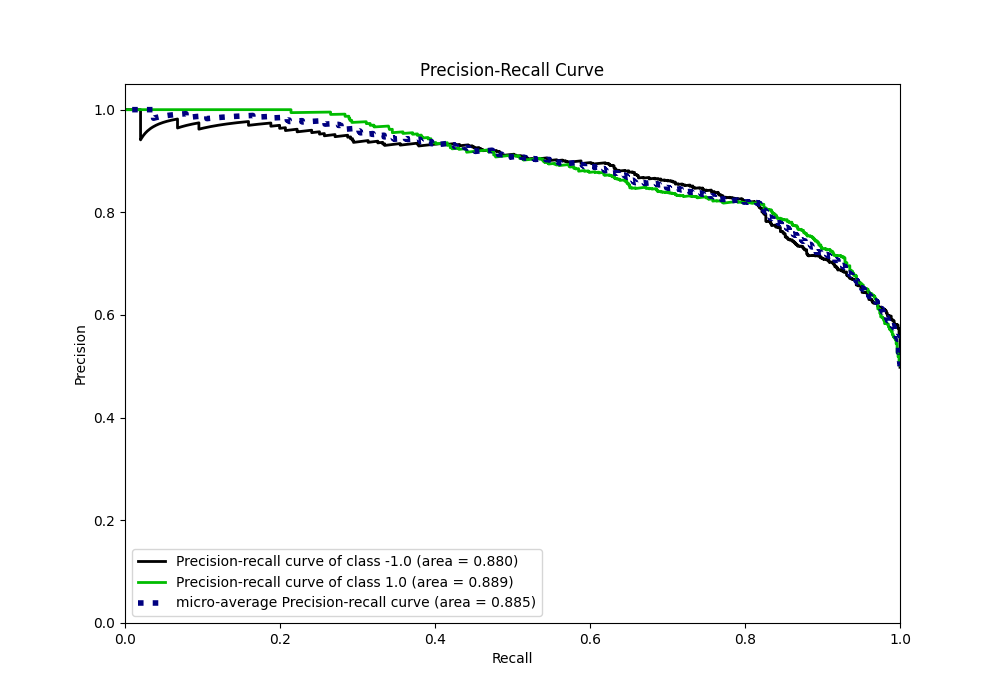 Precision-Recall Curve
1.0
0.8
0.6
0.4
0.2
0.0
Precision
Precision-recall curve of class -1.0 (area = 0.880)
Precision-recall curve of class 1.0 (area = 0.889)
micro-average Precision-recall curve (area = 0.885)
0.0 0.2 0.4 0.6 0.8 1.0
Recall